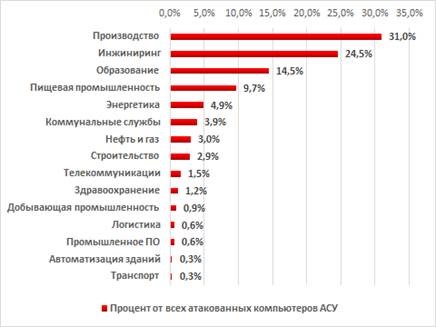 0,0% 5,0% 10,0% 15,0% 20,0% 25,0% 30,0% 35,0%
Производство 31,0%
Инжиниринг 24,5%
Образование 14,5%
Пищевая промышленность 9,7%
Энергетика 4,9%
Коммунальные службы 3,9%
Нефть и газ 3,0%
Строительство 2,9%
Телекоммуникации 1,5%
Здравоохранение 1,2%
Добывающая промышленность 0,9%
Логистика 0,6%
Промышленное ПО 0,6%
Автоматизация зданий 0,3%
Транспорт 0,3%
Процент от всех атакованных компьютеров АСУ